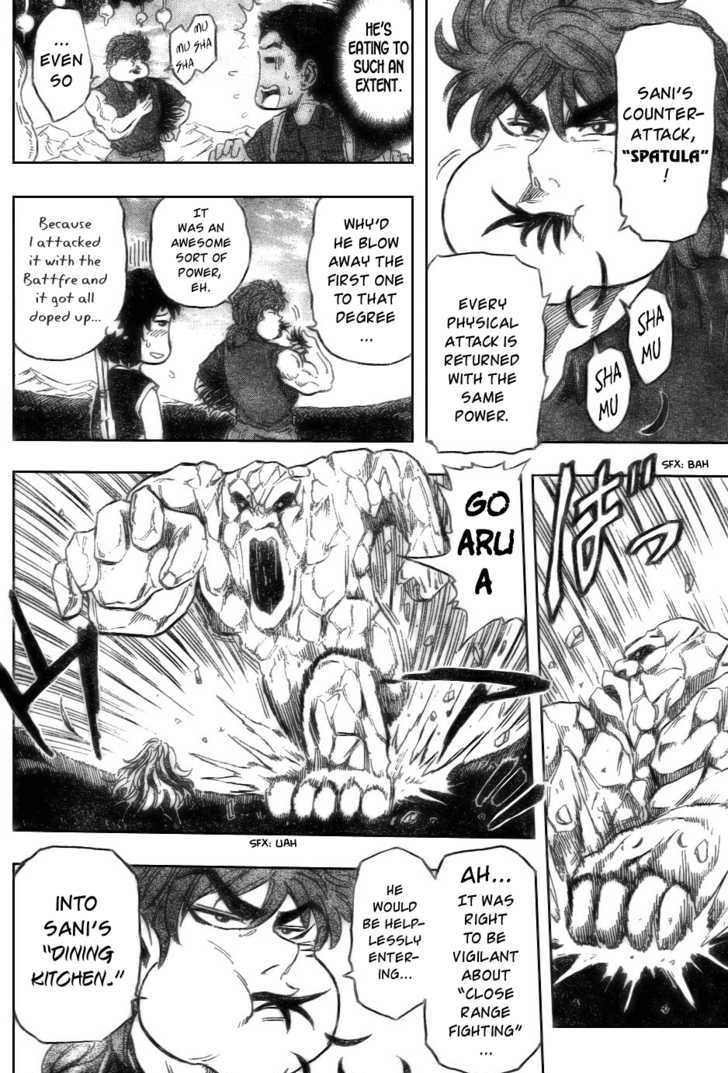 SANI'S
COUNTER-
ATTACK,
"SPATULA"
!
EVERY
PHYSICAL
ATTACK IS
RETURNED
WITH THE
SAME
POWER.
SHA
MU
SHA
MU
HE'S
EATING TO
SUCH AN
EXTENT.
MU
MU SHA
SHA
...
EVEN
SO
WHY'D
HE BLOW
AWAY THE
FIRST ONE
TO THAT
DEGREE
...
IT
WAS AN
AWESOME
SORT OF
POWER,
EH.
Because
I attacked
it with the
Battfre and
it got all
doped up...
SFX: BAH
ばっ
GO
ARU
A
SFX: UAH
AH...
IT WAS
RIGHT
TO BE
VIGILANT
ABOUT
"CLOSE
RANGE
FIGHTING"
...
HE
WOULD
BE HELP-
LESSLY
ENTER-
ING...
INTO
SANI'S
"DINING
KITCHEN."